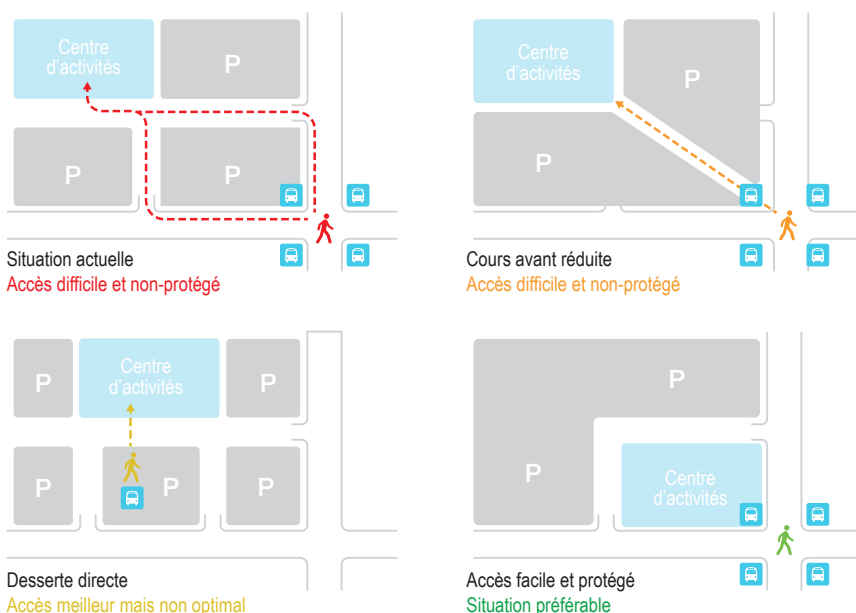 Centre
d'activités
P
P
P
Situation actuelle
Accès difficile et non-protégé
Centre
d'activités
P
P
Cours avant réduite
Accès difficile et non-protégé
P
Centre
d'activités
P
P
P
P
Desserte directe
Accès meilleur mais non optimal
P
P
Centre
d'activités
Accès facile et protégé
Situation préférable